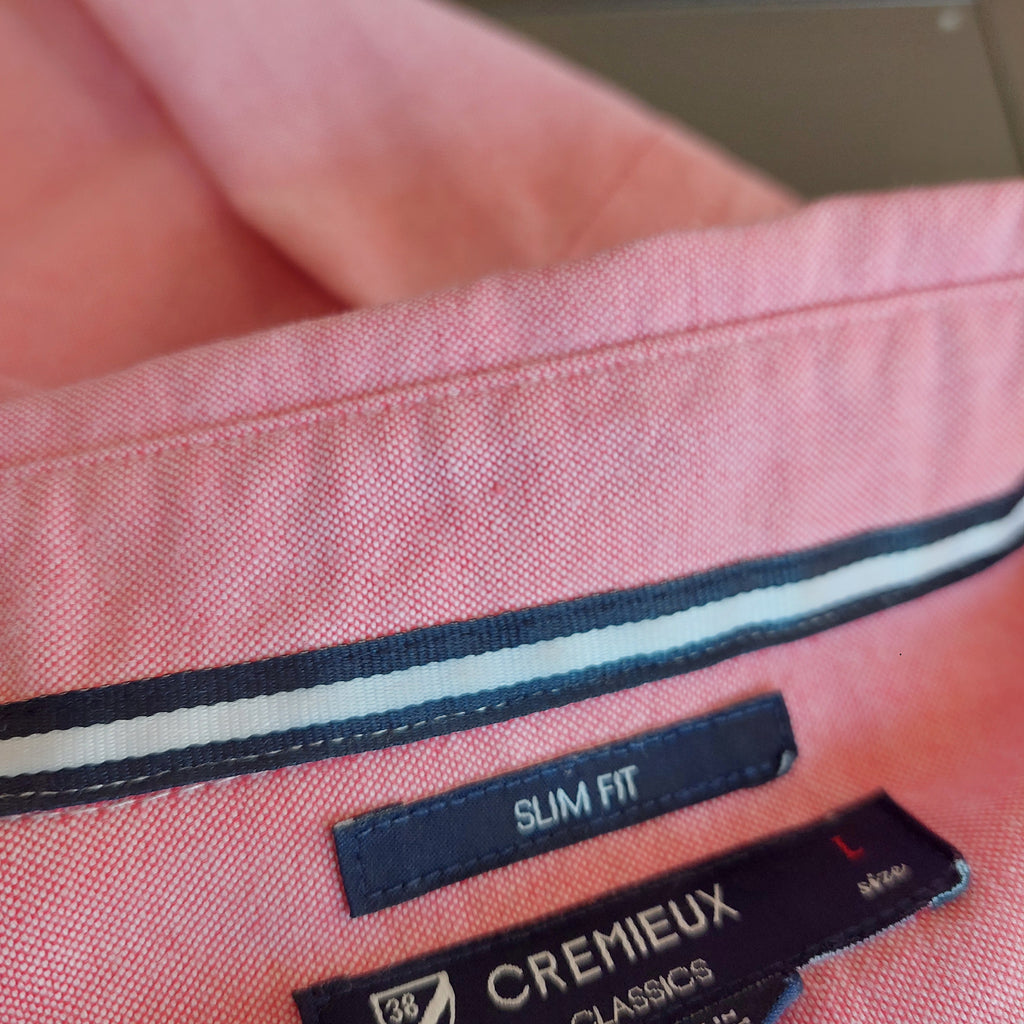 SLIM FIT
L
size
CREMIEUX
38
CLASSICS